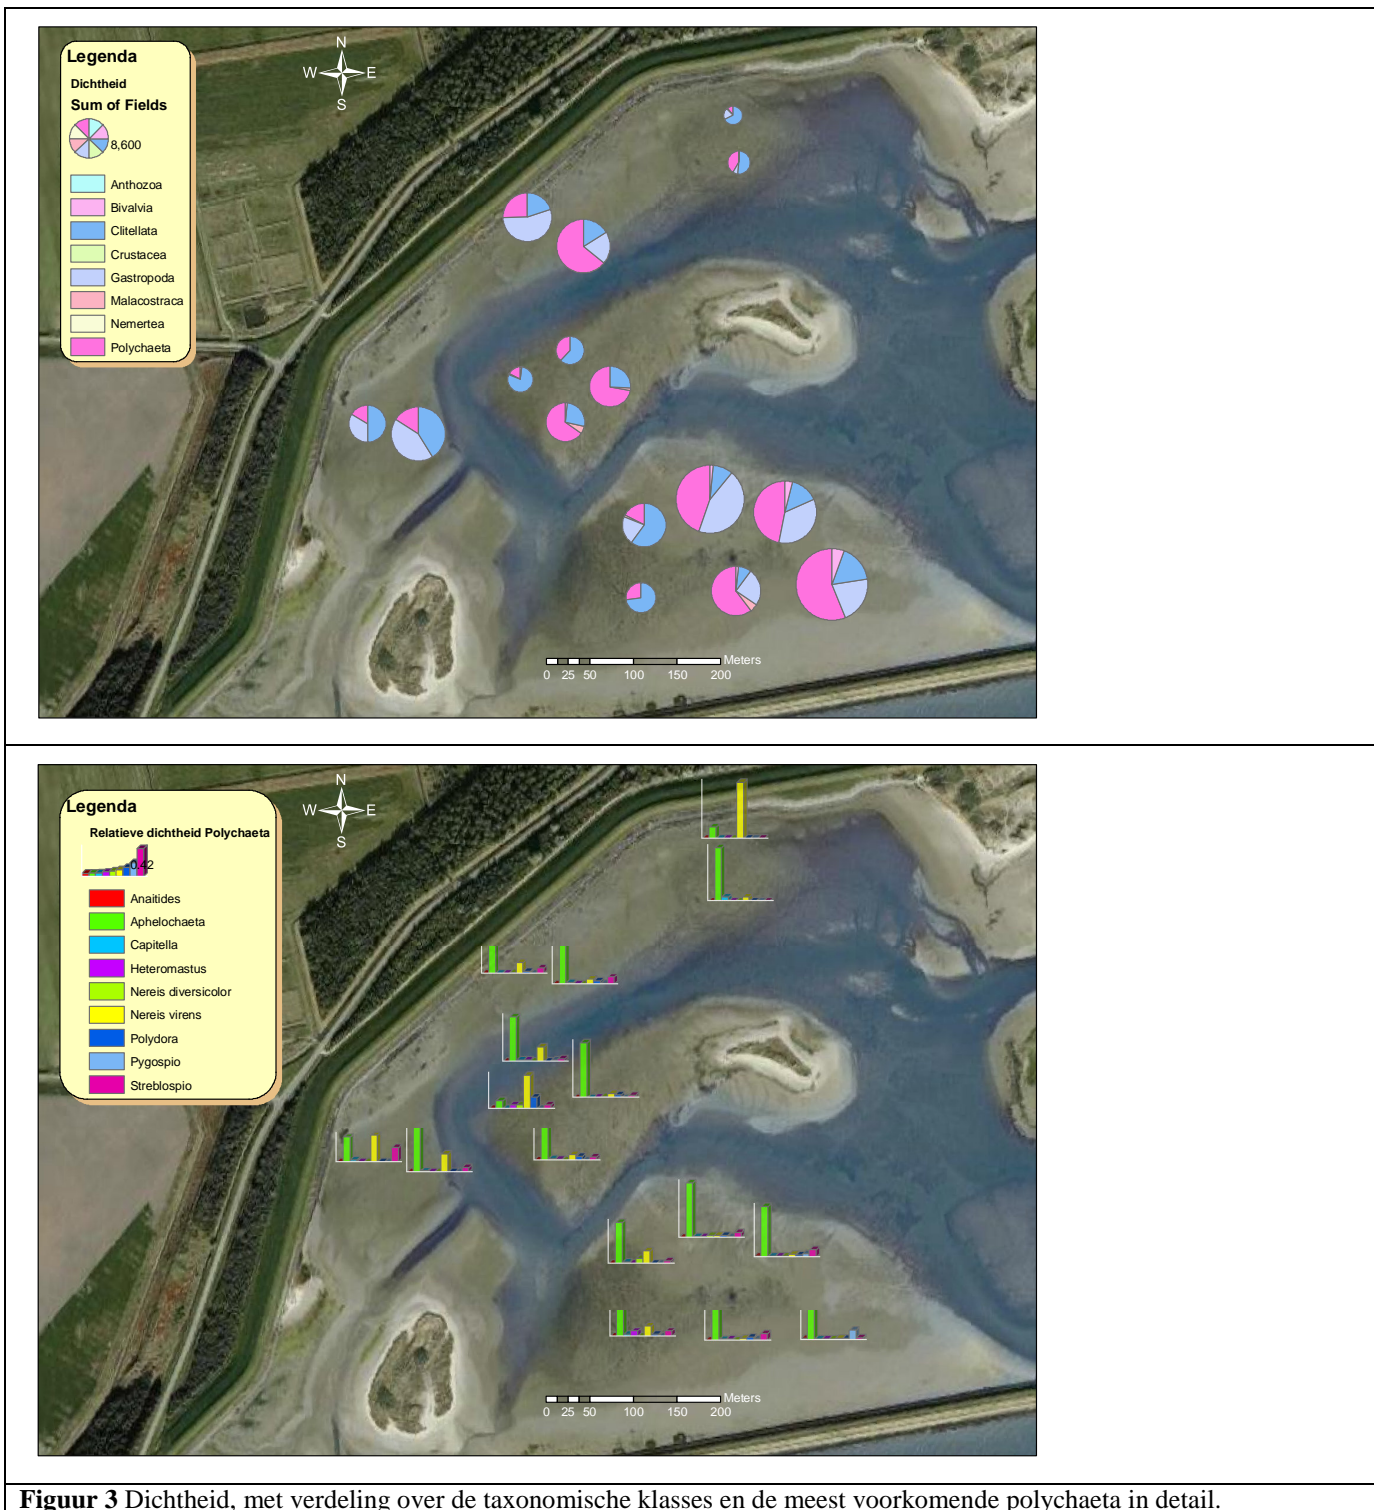 Legenda
Dichtheid
Sum of Fields
8,600
Anthozoa
Bivalvia
Clitellata
Crustacea
Gastropoda
Malacostraca
Nemertea
Polychaeta
N
W E
S
Meters
0 25 50 100 150 200
Legenda
Relatieve dichtheid Polychaeta
0.42
Anaitides
Aphelochaeta
Capitella
Heteromastus
Nereis diversicolor
Nereis virens
Polydora
Pygospio
Streblospio
N
W E
S
Meters
0 25 50 100 150 200
Figuur 3 Dichtheid, met verdeling over de taxonomische klasses en de meest voorkomende polychaeta in detail.